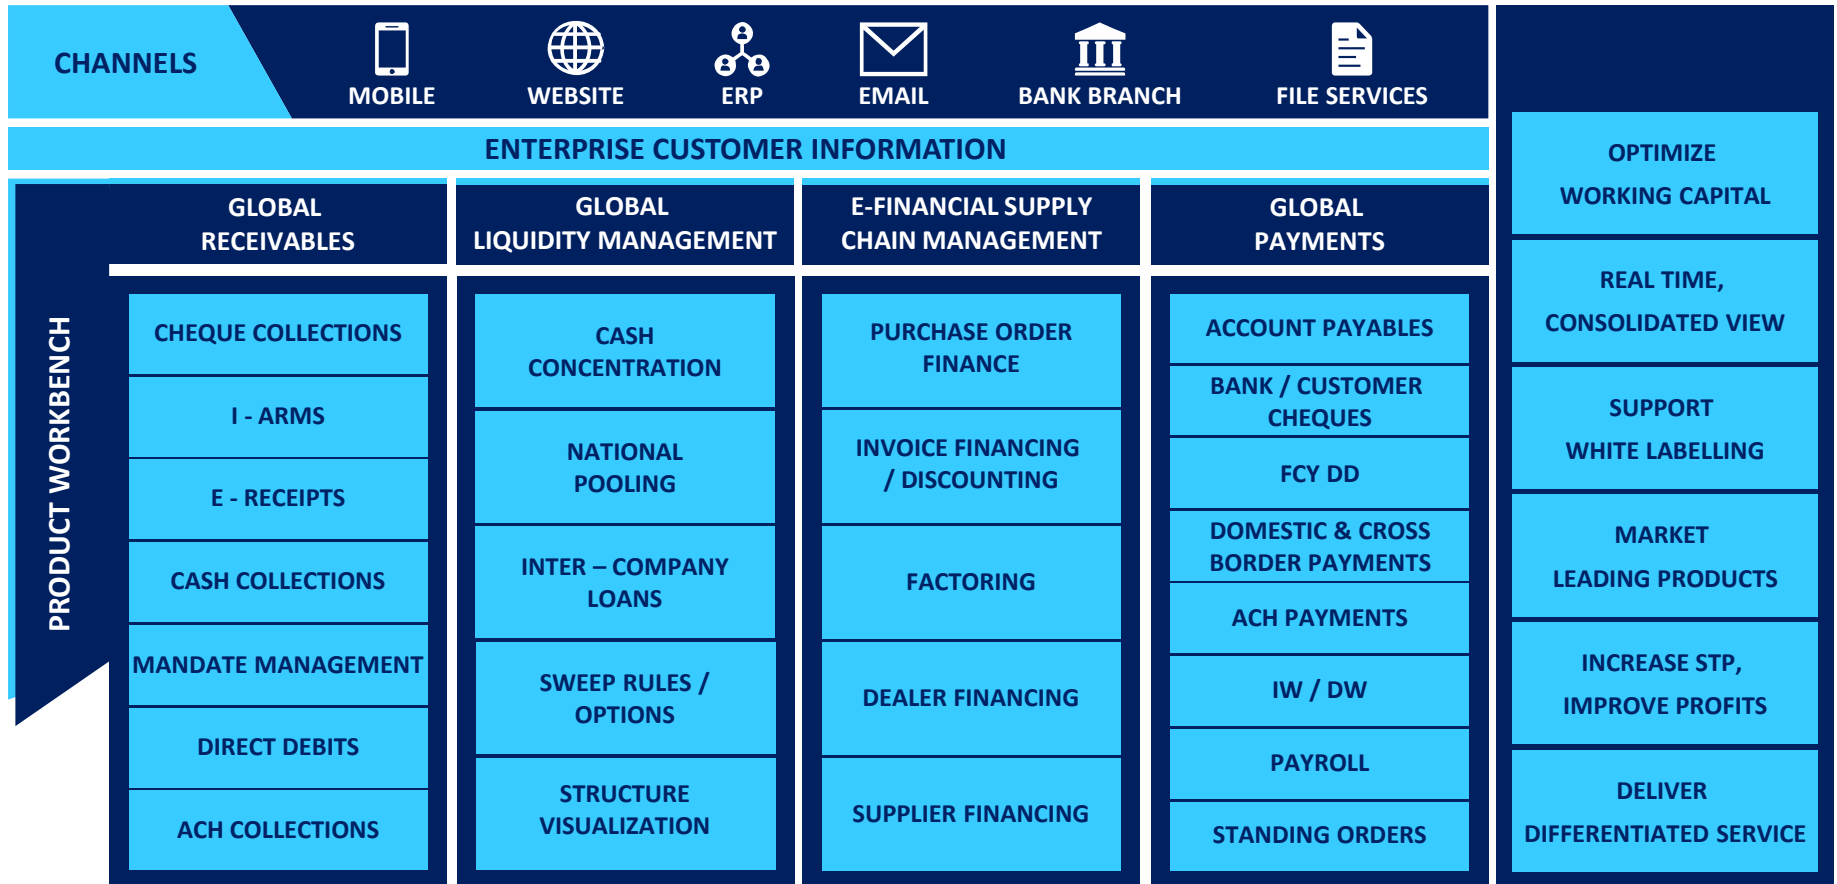 CHANNELS
MOBILE
WEBSITE
ERP
EMAIL
BANK BRANCH
FILE SERVICES
ENTERPRISE CUSTOMER INFORMATION
PRODUCT WORKBENCH
GLOBAL
RECEIVABLES
CHEQUE COLLECTIONS
I - ARMS
E - RECEIPTS
CASH COLLECTIONS
MANDATE MANAGEMENT
DIRECT DEBITS
ACH COLLECTIONS
GLOBAL
LIQUIDITY MANAGEMENT
CASH
CONCENTRATION
NATIONAL
POOLING
INTER – COMPANY
LOANS
SWEEP RULES /
OPTIONS
STRUCTURE
VISUALIZATION
E-FINANCIAL SUPPLY
CHAIN MANAGEMENT
PURCHASE ORDER
FINANCE
INVOICE FINANCING
/ DISCOUNTING
FACTORING
DEALER FINANCING
SUPPLIER FINANCING
GLOBAL
PAYMENTS
ACCOUNT PAYABLES
BANK / CUSTOMER
CHEQUES
FCY DD
DOMESTIC & CROSS
BORDER PAYMENTS
ACH PAYMENTS
IW / DW
PAYROLL
STANDING ORDERS
OPTIMIZE
WORKING CAPITAL
REAL TIME,
CONSOLIDATED VIEW
SUPPORT
WHITE LABELLING
MARKET
LEADING PRODUCTS
INCREASE STP,
IMPROVE PROFITS
DELIVER
DIFFERENTIATED SERVICE